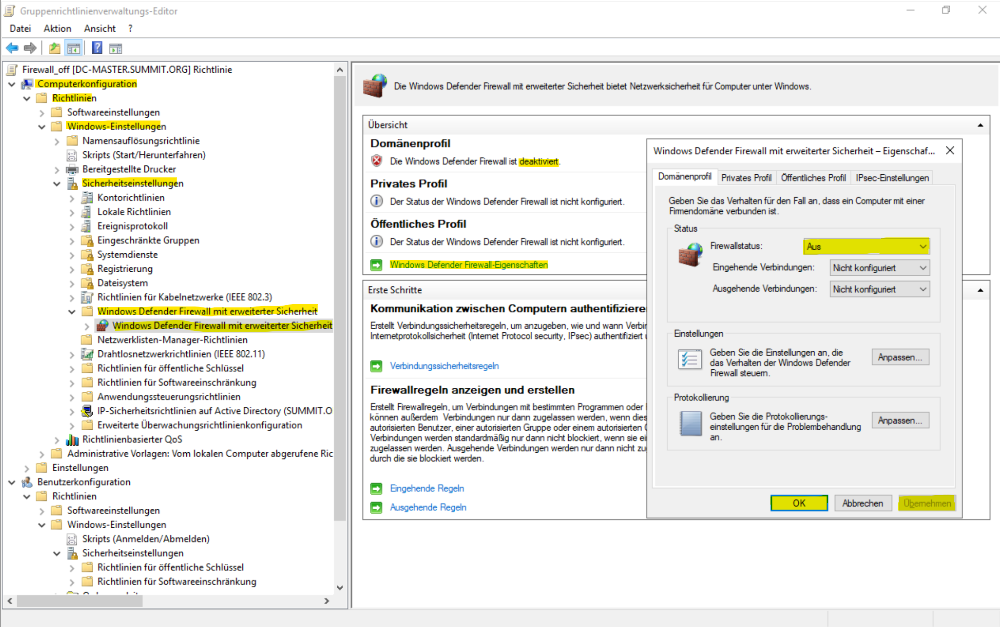 Gruppenrichtlinienverwaltungs-Editor
Datei Aktion Ansicht ?
Firewall_off [DC-MASTER.SUMMIT.ORG] Richtlinie
Computerkonfiguration
Richtlinien
Softwareeinstellungen
Windows-Einstellungen
Namensauflösungsrichtlinie
Skripts (Start/Herunterfahren)
Bereitgestellte Drucker
Sicherheitseinstellungen
Kontorichtlinien
Lokale Richtlinien
Ereignisprotokoll
Eingeschränkte Gruppen
Systemdienste
Registrierung
Dateisystem
Richtlinien für Kabelnetzwerke (IEEE 802.3)
Windows Defender Firewall mit erweiterter Sicherheit
Windows Defender Firewall mit erweiterter Sicherheit
Netzwerklisten-Manager-Richtlinien
Drahtlosnetzwerkrichtlinien (IEEE 802.11)
Richtlinien für öffentliche Schlüssel
Richtlinien für Softwareeinschränkung
Anwendungssteuerungsrichtlinien
IP-Sicherheitsrichtlinien auf Active Directory (SUMMIT.O
Erweiterte Überwachungsrichtlinienkonfiguration
Richtlinienbasierter QoS
Administrative Vorlagen: Vom lokalen Computer abgerufene Ric
Einstellungen
Benutzerkonfiguration
Richtlinien
Softwareeinstellungen
Windows-Einstellungen
Skripts (Anmelden/Abmelden)
Sicherheitseinstellungen
Richtlinien für öffentliche Schlüssel
Richtlinien für Softwareeinschränkung
Die Windows Defender Firewall mit erweiterter Sicherheit bietet Netzwerksicherheit für Computer unter Windows.
Übersicht
Domänenprofil
Die Windows Defender Firewall ist deaktiviert.
Privates Profil
Der Status der Windows Defender Firewall ist nicht konfiguriert.
Öffentliches Profil
Der Status der Windows Defender Firewall ist nicht konfiguriert.
Windows Defender Firewall-Eigenschaften
Erste Schritte
Kommunikation zwischen Computern authentifiziere
Erstellt Verbindungssicherheitsregeln, um anzugeben, wie und wann Verbir
Internetprotokollsicherheit (Internet Protocol security, IPsec) authentifiziert
Verbindungssicherheitsregeln
Firewallregeln anzeigen und erstellen
Erstellt Firewallregeln, um Verbindungen mit bestimmten Programmen oder
können außerdem Verbindungen nur dann zugelassen werden, wenn dies
autorisierten Benutzer, einer autorisierten Gruppe oder einem autorisierten
Verbindungen werden standardmäßig nur dann nicht blockiert, wenn sie ei
zugelassen werden. Ausgehende Verbindungen werden nur dann nicht zu
durch die sie blockiert werden.
Eingehende Regeln
Ausgehende Regeln
Windows Defender Firewall mit erweiterter Sicherheit – Eigenschaf...
Domänenprofil Privates Profil Öffentliches Profil IPsec-Einstellungen
Geben Sie das Verhalten für den Fall an, dass ein Computer mit einer
Firmendomäne verbunden ist.
Status
Firewallstatus: Aus
Eingehende Verbindungen: Nicht konfiguriert
Ausgehende Verbindungen: Nicht konfiguriert
Einstellungen
Geben Sie die Einstellungen an, die
das Verhalten der Windows Defender
Firewall steuern.
Anpassen...
Protokollierung
Geben Sie die Protokollierungs-
einstellungen für die Problembehandlung
an.
Anpassen...
OK Abbrechen Übernehmen